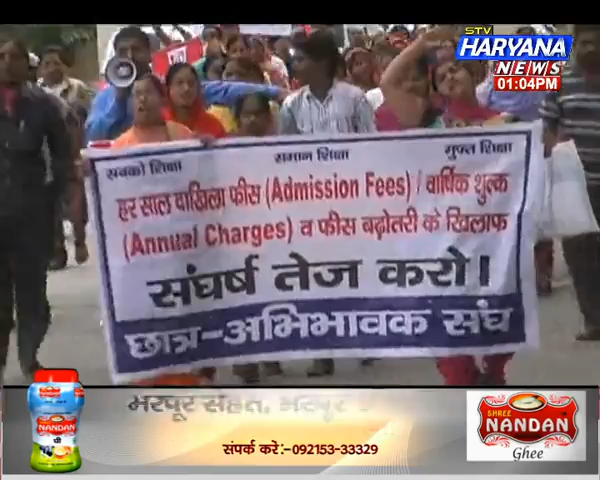 STV
HARYANA
NEWS
01:04PM
सबको शिक्षा समान शिक्षा मुफ्त शिक्षा
हर साल दाखिला फीस (Admission Fees) / वार्षिक शुल्क
(Annual Charges) व फीस बढ़ोतरी के खिलाफ
संघर्ष तेज करो।
छात्र-अभिभावक संघ
भरपूर सेहत,
संपर्क करे:-092153-33329
NANDAN
SHREE
NANDAN
Ghee